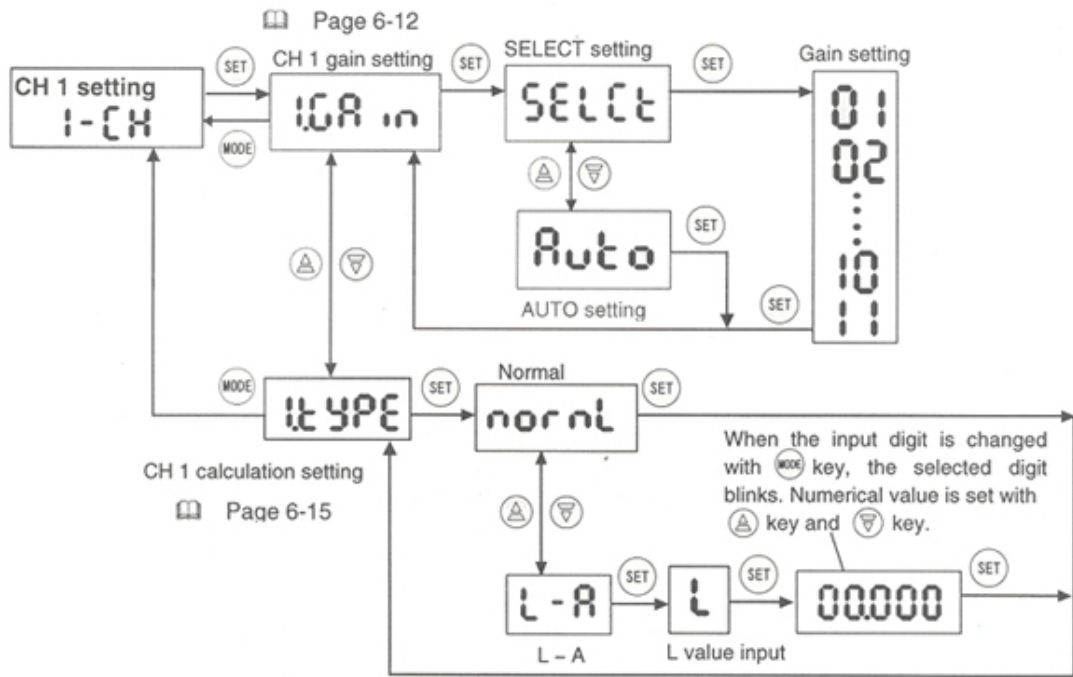 Page 6-12
CH 1 gain setting
SELECT setting
Gain setting
SET
SET
SET
CH 1 setting
1-CH
1.GA in
SELCt
01
02
10
11
MODE
Auto
SET
AUTO setting
SET
MODE
1.tYPE
SET
Normal
nornL
SET
CH 1 calculation setting
Page 6-15
When the input digit is changed
with MODE key, the selected digit
blinks. Numerical value is set with
key and key.
L-A
SET
L
SET
00.000
SET
L – A
L value input